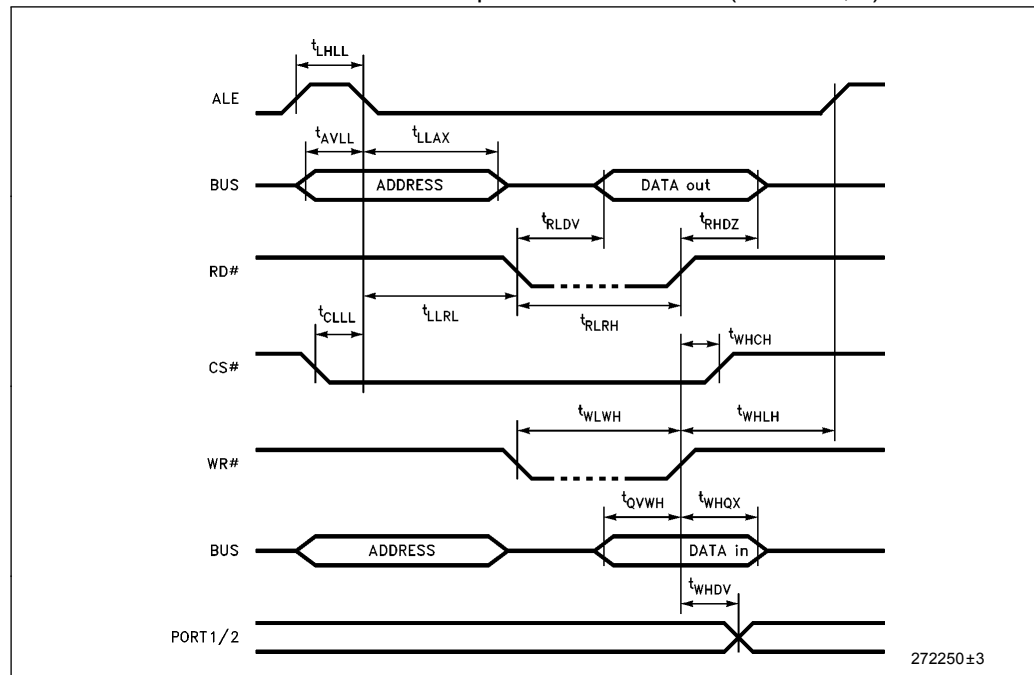 tLHLL
ALE
tAVLL tLLAX
BUS ADDRESS DATA out
tRLDV tRHDZ
RD#
tCLLL tLLRL tRLRH
tWHCH
CS#
tWLWH tWHLH
WR#
tQVWH tWHQX
BUS ADDRESS DATA in
tWHDV
PORT1/2
272250±3